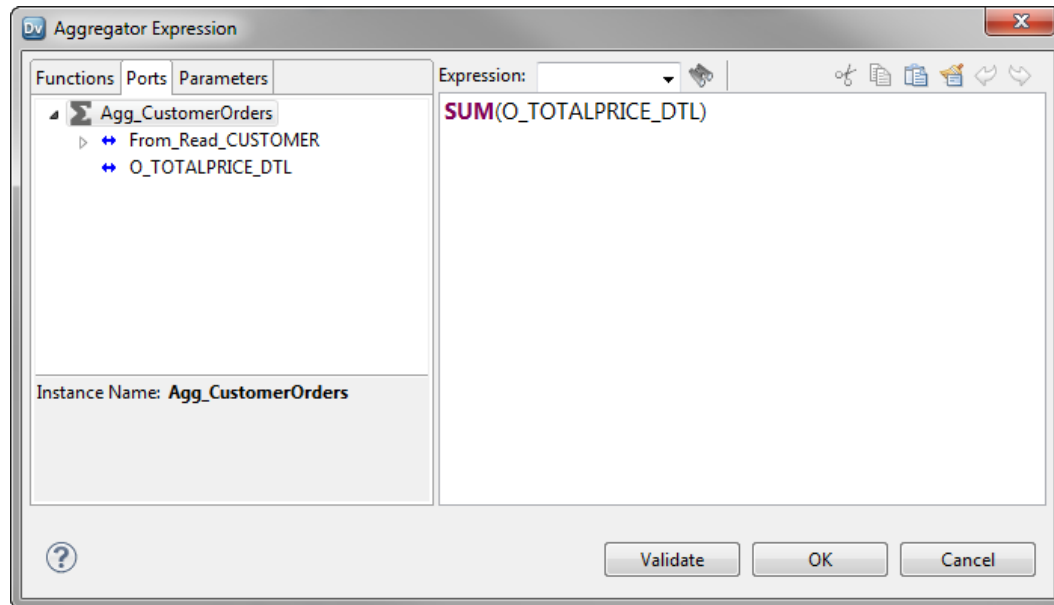 Dv Aggregator Expression
Functions Ports Parameters
Expression:
Agg_CustomerOrders
From_Read_CUSTOMER
O_TOTALPRICE_DTL
SUM(O_TOTALPRICE_DTL)
Instance Name: Agg_CustomerOrders
Validate OK Cancel